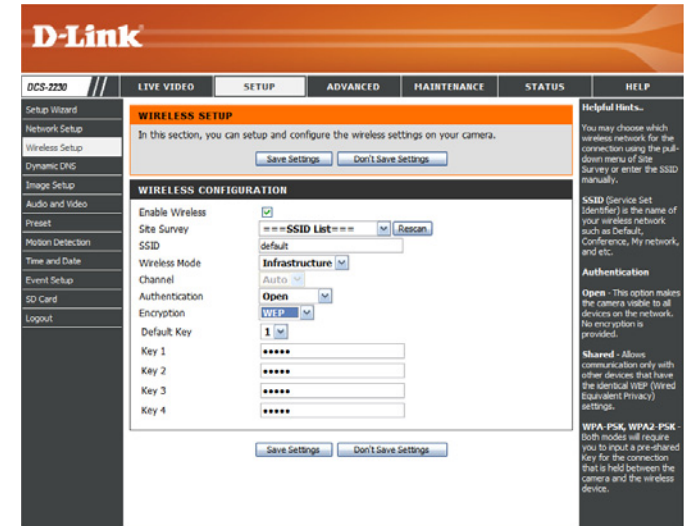 D-Link
DCS-2230
LIVE VIDEO
SETUP
ADVANCED
MAINTENANCE
STATUS
HELP
Setup Wizard
Network Setup
Wireless Setup
Dynamic DNS
Image Setup
Audio and Video
Preset
Motion Detection
Time and Date
Event Setup
SD Card
Logout
WIRELESS SETUP
In this section, you can setup and configure the wireless settings on your camera.
Save Settings
Don't Save Settings
WIRELESS CONFIGURATION
Enable Wireless
Site Survey ===SSID List=== Rescan
SSID default
Wireless Mode Infrastructure
Channel Auto
Authentication Open
Encryption WEP
Default Key 1
Key 1 •••••
Key 2 •••••
Key 3 •••••
Key 4 •••••
Save Settings
Don't Save Settings
Helpful Hints..
You may choose which
wireless network for the
connection using the pull-
down menu of Site
Survey or enter the SSID
manually.
SSID (Service Set
Identifier) is the name of
your wireless network
such as Default,
Conference, My network,
and etc.
Authentication
Open - This option makes
the camera visible to all
devices on the network.
No encryption is
provided.
Shared - Allows
communication only with
other devices that have
the identical WEP (Wired
Equivalent Privacy)
settings.
WPA-PSK, WPA2-PSK -
Both modes will require
you to input a pre-shared
Key for the connection
that is held between the
camera and the wireless
device.